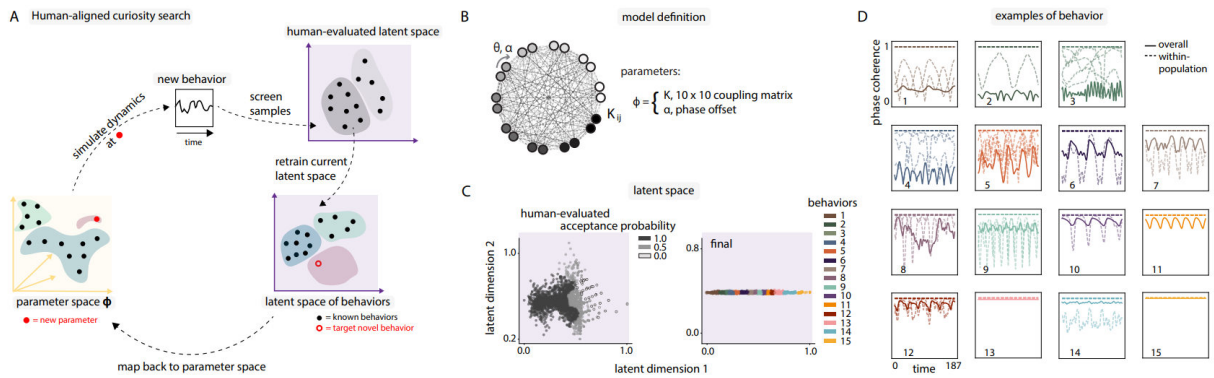 A Human-aligned curiosity search
human-evaluated latent space
new behavior
screen
samples
simulate dynamics
at
time
retrain current
latent space
parameter space ϕ
= new parameter
latent space of behaviors
= known behaviors
= target novel behavior
map back to parameter space
B
model definition
θ, α
K ij
parameters:
ϕ = { K, 10 x 10 coupling matrix
α, phase offset
C
latent space
human-evaluated
acceptance probability
1.0
0.5
0.0
latent dimension 2
0.6
0.2
0.0
1.0
final
0.8
0.0
0.0
1.0
latent dimension 1
behaviors
1
2
3
4
5
6
7
8
9
10
11
12
13
14
15
D
examples of behavior
phase coherence
1
0
overall
within-
population
1
2
3
4
5
6
7
8
9
10
11
12
13
14
15
0 time 187